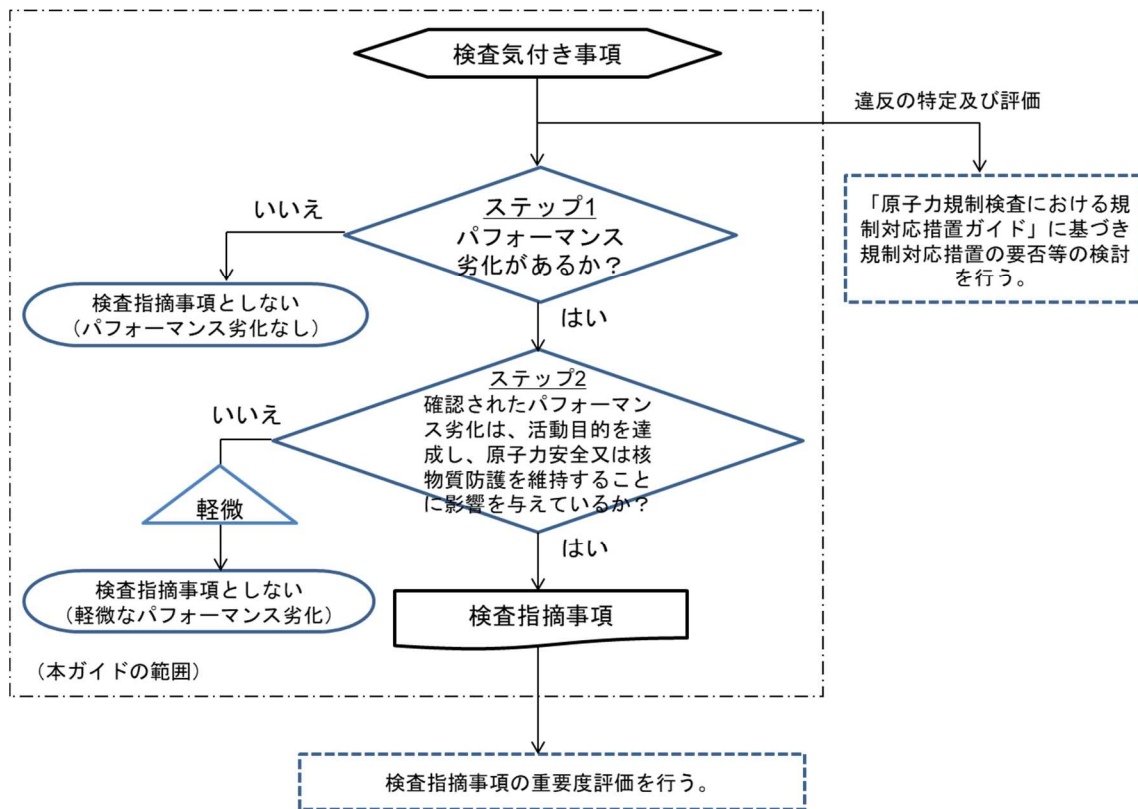 検査気付き事項
違反の特定及び評価
「原子力規制検査における規
制対応措置ガイド」に基づき
規制対応措置の要否等の検討
を行う。
ステップ1
パフォーマンス
劣化があるか？
いいえ
検査指摘事項としない
（パフォーマンス劣化なし）
はい
ステップ2
確認されたパフォーマン
ス劣化は、活動目的を達
成し、原子力安全又は核
物質防護を維持すること
に影響を与えているか？
いいえ
軽微
検査指摘事項としない
（軽微なパフォーマンス劣化）
はい
検査指摘事項
（本ガイドの範囲）
検査指摘事項の重要度評価を行う。